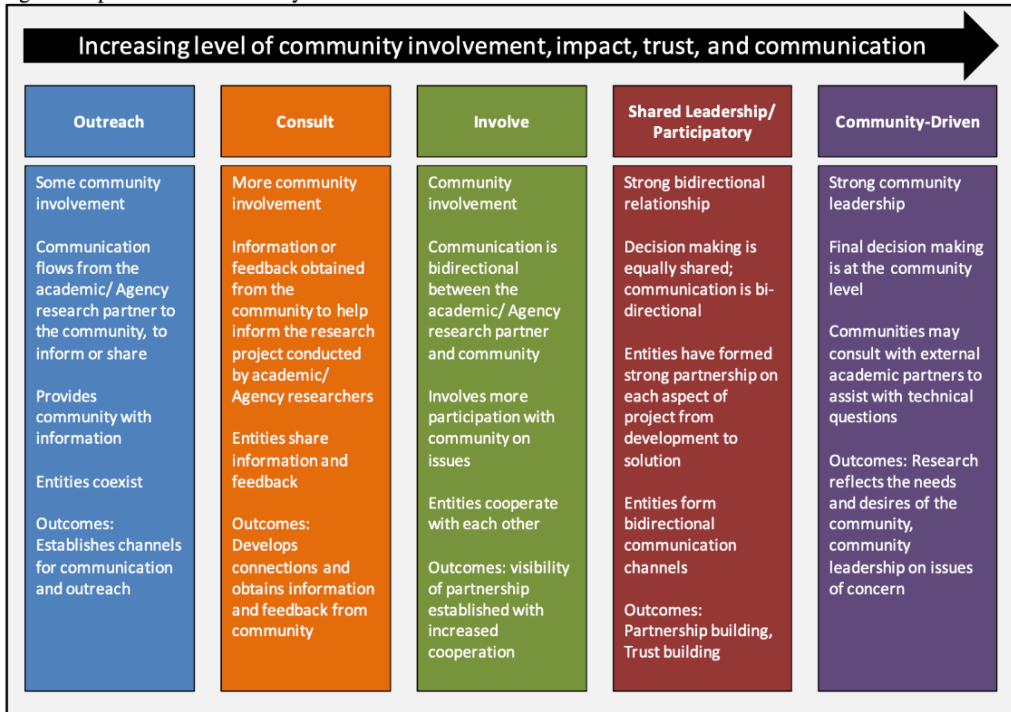 Increasing level of community involvement, impact, trust, and communication
Outreach
Some community
involvement
Communication
flows from the
academic/ Agency
research partner to
the community, to
inform or share
Provides
community with
information
Entities coexist
Outcomes:
Establishes channels
for communication
and outreach
Consult
More community
involvement
Information or
feedback obtained
from the
community to help
inform the research
project conducted
by academic/
Agency researchers
Entities share
information and
feedback
Outcomes:
Develops
connections and
obtains information
and feedback from
community
Involve
Community
involvement
Communication is
bidirectional
between the
academic/ Agency
research partner
and community
Involves more
participation with
community on
issues
Entities cooperate
with each other
Outcomes: visibility
of partnership
established with
increased
cooperation
Shared Leadership/
Participatory
Strong bidirectional
relationship
Decision making is
equally shared;
communication is bi-
directional
Entities have formed
strong partnership on
each aspect of
project from
development to
solution
Entities form
bidirectional
communication
channels
Outcomes:
Partnership building,
Trust building
Community-Driven
Strong community
leadership
Final decision making
is at the community
level
Communities may
consult with external
academic partners to
assist with technical
questions
Outcomes: Research
reflects the needs
and desires of the
community,
community
leadership on issues
of concern